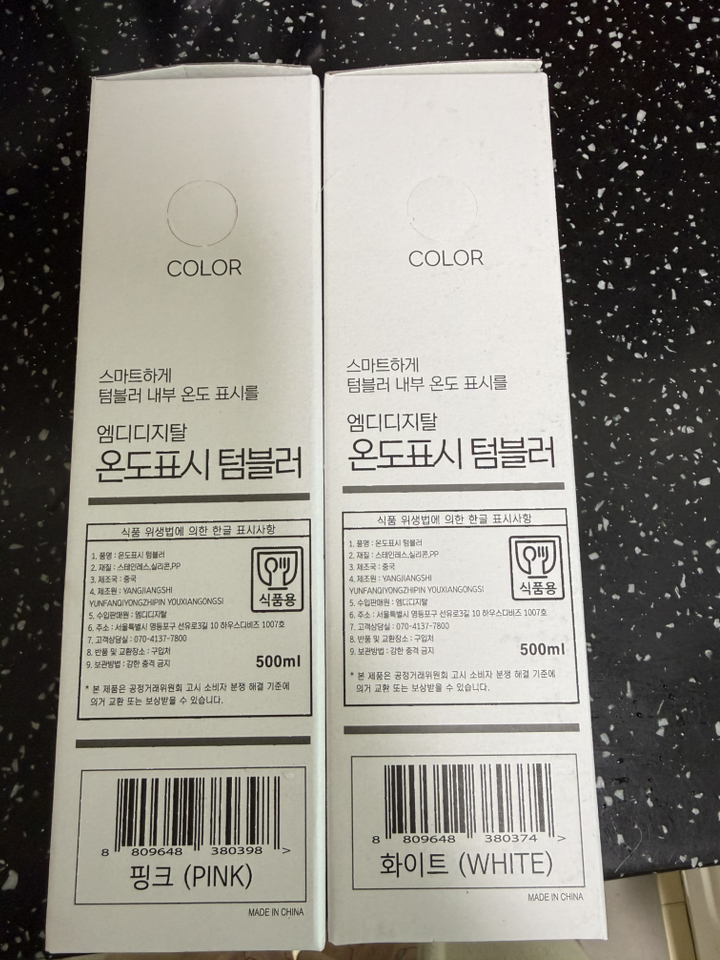 COLOR
스마트하게
텀블러 내부 온도 표시를
엠디디지탈
온도표시 텀블러
식품 위생법에 의한 한글 표시사항
1. 품명 : 온도표시 텀블러
2. 재질 : 스테인레스,실리콘,PP
3. 제조국 : 중국
4. 제조원 : YANGJIANGSHI
YUNFANQIYONGZHIPIN YOUXIANGONGSI
5. 수입판매원 : 엠디디지탈
6. 주소 : 서울특별시 영등포구 선유로3길 10 하우스디비즈 1007호
7. 고객상담실 : 070-4137-7800
8. 반품 및 교환장소 : 구입처
9. 보관방법 : 강한 충격 금지
식품용
500ml
* 본 제품은 공정거래위원회 고시 소비자 분쟁 해결 기준에
의거 교환 또는 보상받을 수 있습니다.
8 809648 380398 >
핑크 (PINK)
MADE IN CHINA
COLOR
스마트하게
텀블러 내부 온도 표시를
엠디디지탈
온도표시 텀블러
식품 위생법에 의한 한글 표시사항
1. 품명 : 온도표시 텀블러
2. 재질 : 스테인레스,실리콘,PP
3. 제조국 : 중국
4. 제조원 : YANGJIANGSHI
YUNFANQIYONGZHIPIN YOUXIANGONGSI
5. 수입판매원 : 엠디디지탈
6. 주소 : 서울특별시 영등포구 선유로3길 10 하우스디비즈 1007호
7. 고객상담실 : 070-4137-7800
8. 반품 및 교환장소 : 구입처
9. 보관방법 : 강한 충격 금지
식품용
500ml
* 본 제품은 공정거래위원회 고시 소비자 분쟁 해결 기준에
의거 교환 또는 보상받을 수 있습니다.
8 809648 380374 >
화이트 (WHITE)
MADE IN CHINA